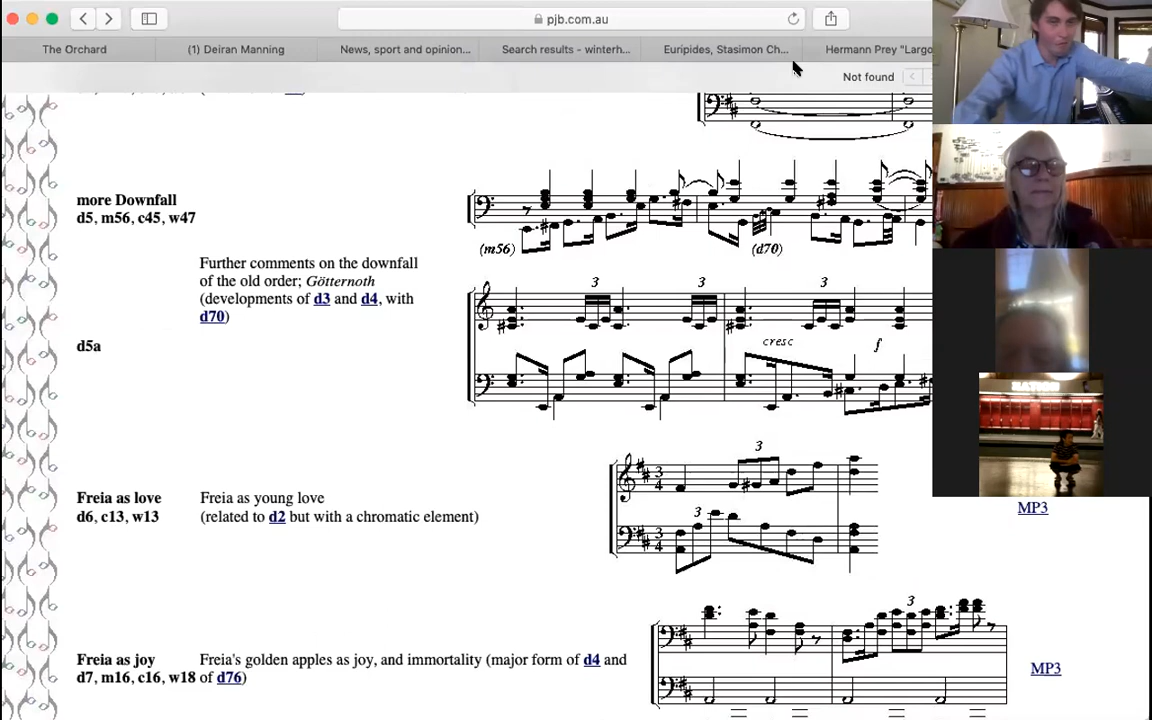 pjb.com.au
The Orchard
(1) Deiran Manning
News, sport and opinion...
Search results - winterh...
Euripides, Stasimon Ch...
Hermann Prey "Largo
Not found
more Downfall
d5, m56, c45, w47
(m56)
(d70)
Further comments on the downfall
of the old order; Götternoth
(developments of d3 and d4, with
d70)
3 3 3
d5a
cresc f
3
Freia as love
d6, c13, w13
Freia as young love
(related to d2 but with a chromatic element)
3
MP3
3
Freia as joy
d7, m16, c16, w18
Freia's golden apples as joy, and immortality (major form of d4 and
of d76)
MP3